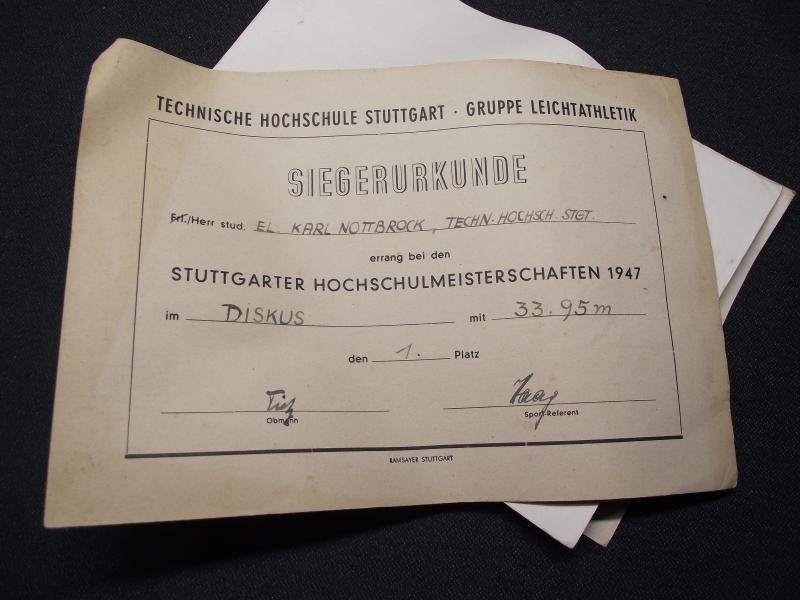 TECHNISCHE HOCHSCHULE STUTTGART · GRUPPE LEICHTATHLETIK
SIEGERURKUNDE
Frl./Herr stud. EL. KARL NOTTBROCK, TECHN. HOCHSCH. STGT.
errang bei den
STUTTGARTER HOCHSCHULMEISTERSCHAFTEN 1947
im DISKUS mit 33.95m
den 1. Platz
Haag
Obmann Sport-Referent
RAMSAYER STUTTGART